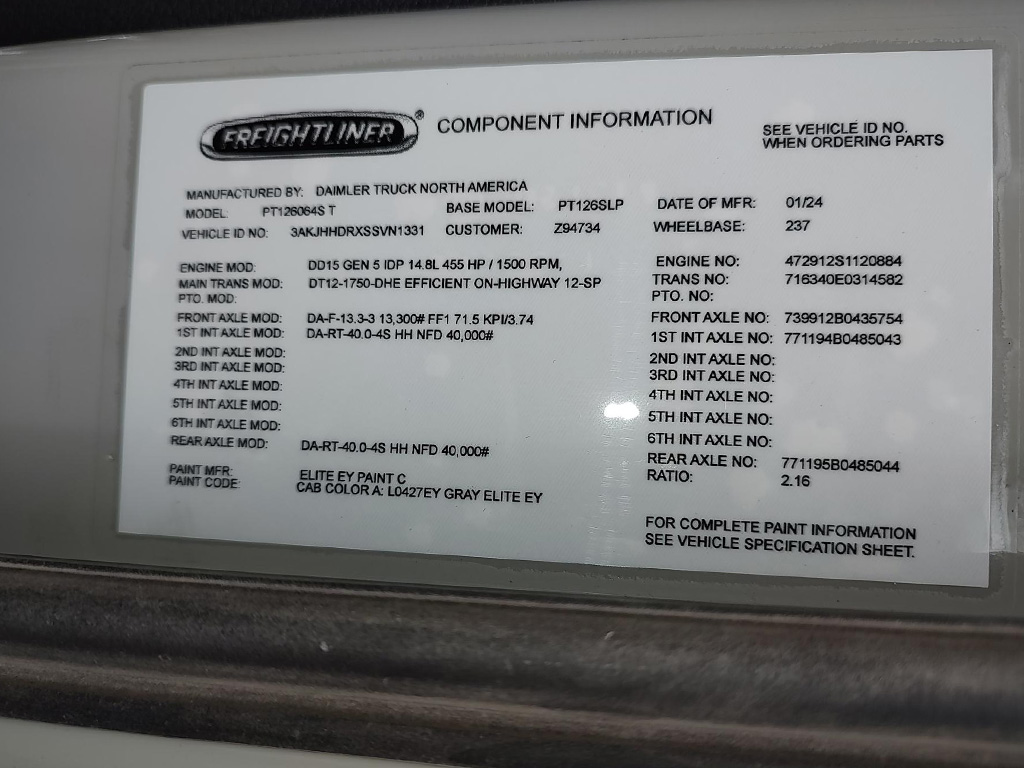 FREIGHTLINER® COMPONENT INFORMATION
SEE VEHICLE ID NO.
WHEN ORDERING PARTS
MANUFACTURED BY: DAIMLER TRUCK NORTH AMERICA
MODEL: PT126064S T BASE MODEL: PT126SLP DATE OF MFR: 01/24
VEHICLE ID NO: 3AKJHHDRXSSVN1331 CUSTOMER: Z94734 WHEELBASE: 237
ENGINE MOD: DD15 GEN 5 IDP 14.8L 455 HP / 1500 RPM, ENGINE NO: 472912S1120884
MAIN TRANS MOD: DT12-1750-DHE EFFICIENT ON-HIGHWAY 12-SP TRANS NO: 716340E0314582
PTO. MOD: PTO. NO:
FRONT AXLE MOD: DA-F-13.3-3 13,300# FF1 71.5 KPI/3.74 FRONT AXLE NO: 739912B0435754
1ST INT AXLE MOD: DA-RT-40.0-4S HH NFD 40,000# 1ST INT AXLE NO: 771194B0485043
2ND INT AXLE MOD: 2ND INT AXLE NO:
3RD INT AXLE MOD: 3RD INT AXLE NO:
4TH INT AXLE MOD: 4TH INT AXLE NO:
5TH INT AXLE MOD: 5TH INT AXLE NO:
6TH INT AXLE MOD: 6TH INT AXLE NO:
REAR AXLE MOD: DA-RT-40.0-4S HH NFD 40,000# REAR AXLE NO: 771195B0485044
RATIO: 2.16
PAINT MFR: ELITE EY PAINT C
PAINT CODE: CAB COLOR A: L0427EY GRAY ELITE EY
FOR COMPLETE PAINT INFORMATION
SEE VEHICLE SPECIFICATION SHEET.